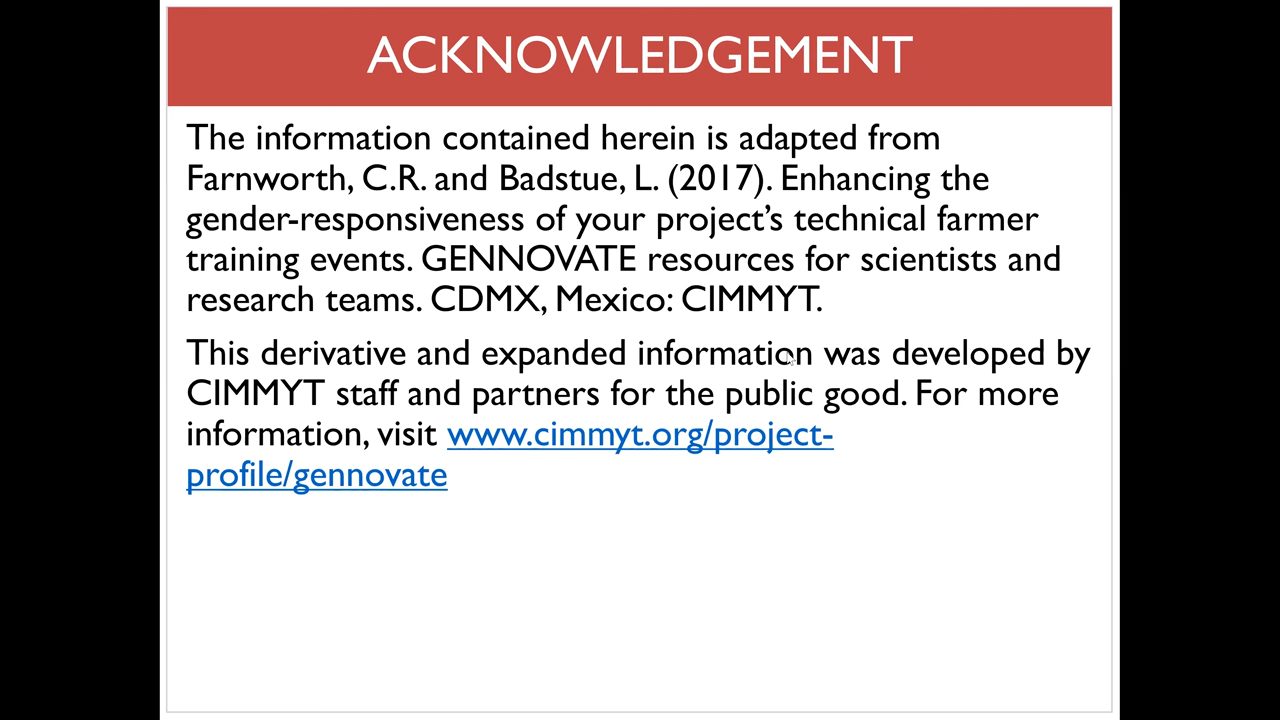 ACKNOWLEDGEMENT
The information contained herein is adapted from
Farnworth, C.R. and Badstue, L. (2017). Enhancing the
gender-responsiveness of your project’s technical farmer
training events. GENNOVATE resources for scientists and
research teams. CDMX, Mexico: CIMMYT.
This derivative and expanded information was developed by
CIMMYT staff and partners for the public good. For more
information, visit www.cimmyt.org/project-
profile/gennovate